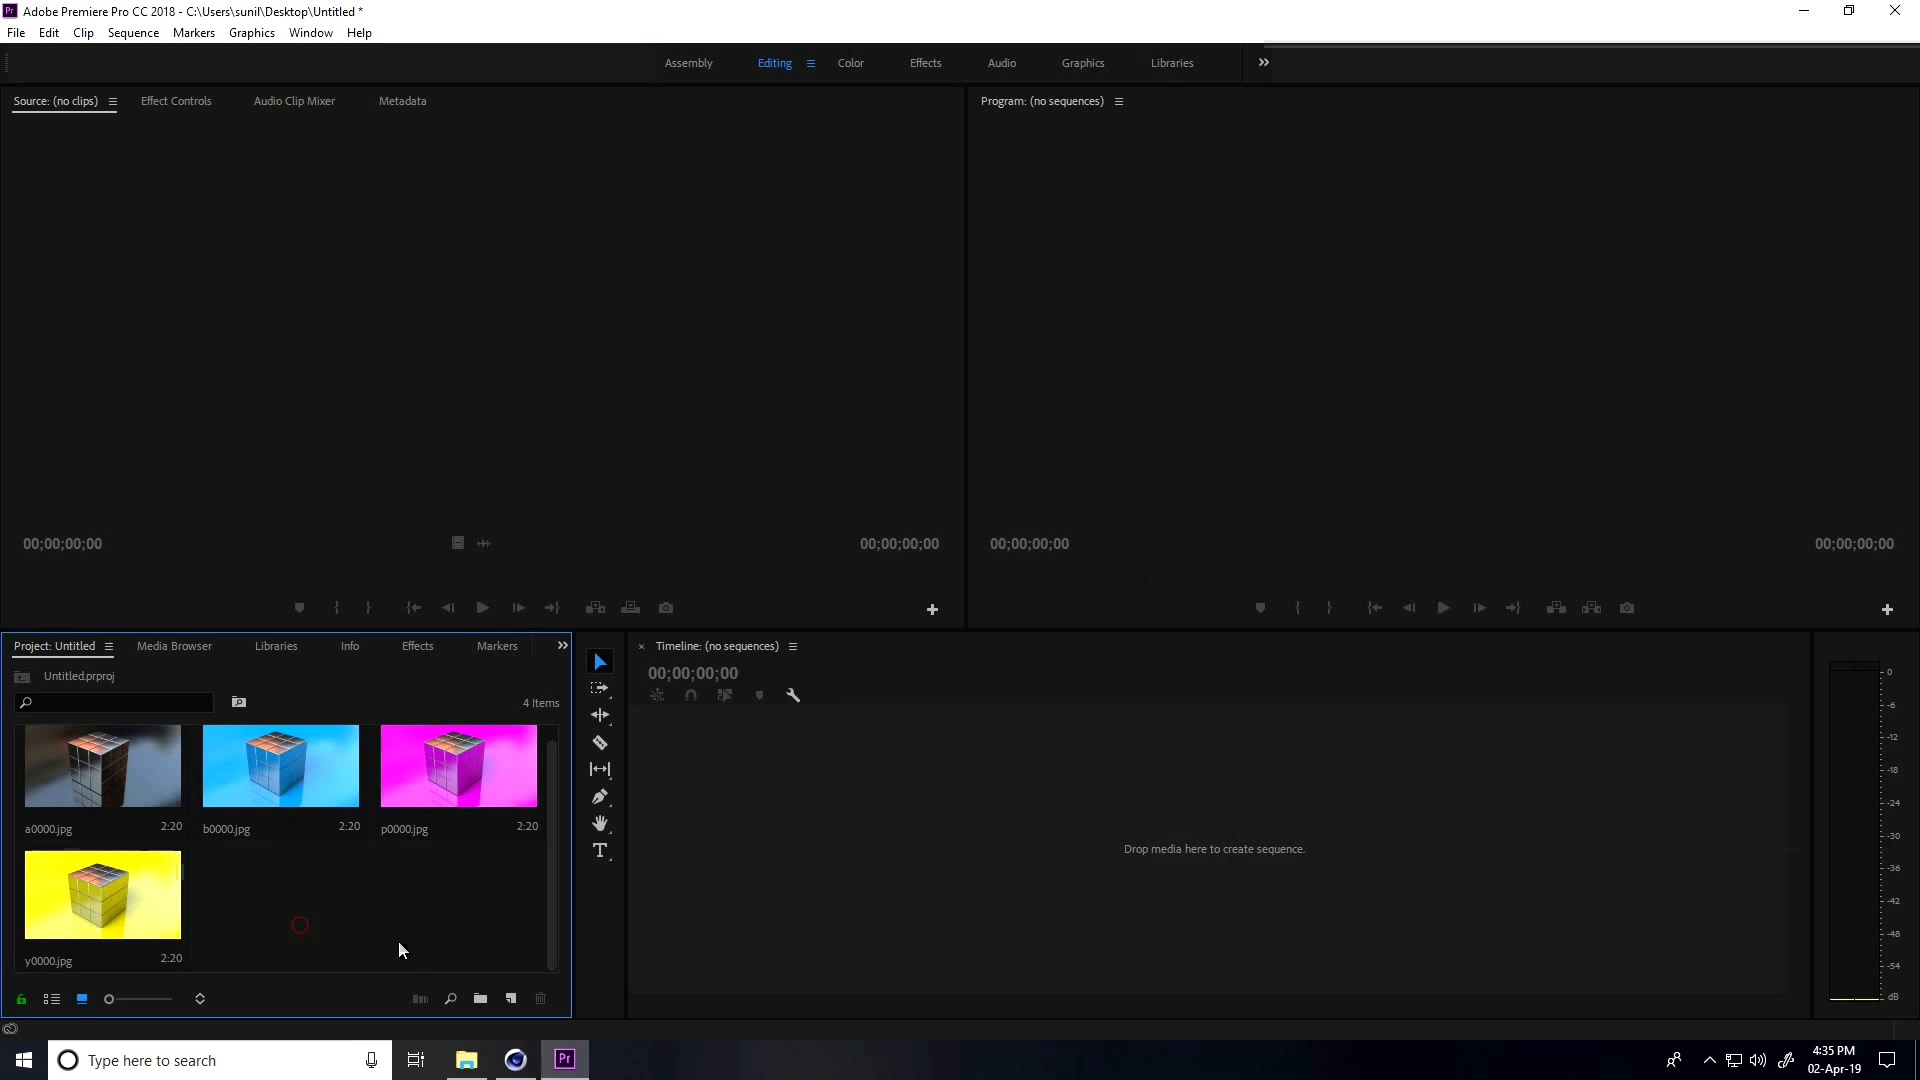 Pr Adobe Premiere Pro CC 2018 - C:\Users\sunil\Desktop\Untitled *
File Edit Clip Sequence Markers Graphics Window Help
Assembly Editing Color Effects Audio Graphics Libraries
Source: (no clips) Effect Controls Audio Clip Mixer Metadata
Program: (no sequences)
00;00;00;00 00;00;00;00
00;00;00;00 00;00;00;00
Project: Untitled Media Browser Libraries Info Effects Markers
Untitled.prproj
4 Items
a0000.jpg 2:20 b0000.jpg 2:20 p0000.jpg 2:20
y0000.jpg 2:20
Timeline: (no sequences)
00;00;00;00
Drop media here to create sequence.
0
-6
-12
-18
-24
-30
-36
-42
-48
-54
dB
Type here to search
Pr
4:35 PM
02-Apr-19